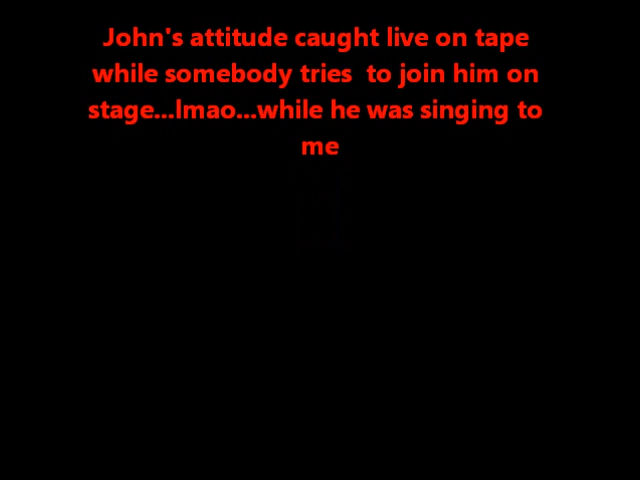 John's attitude caught live on tape
while somebody tries  to join him on
stage...lmao...while he was singing to
me